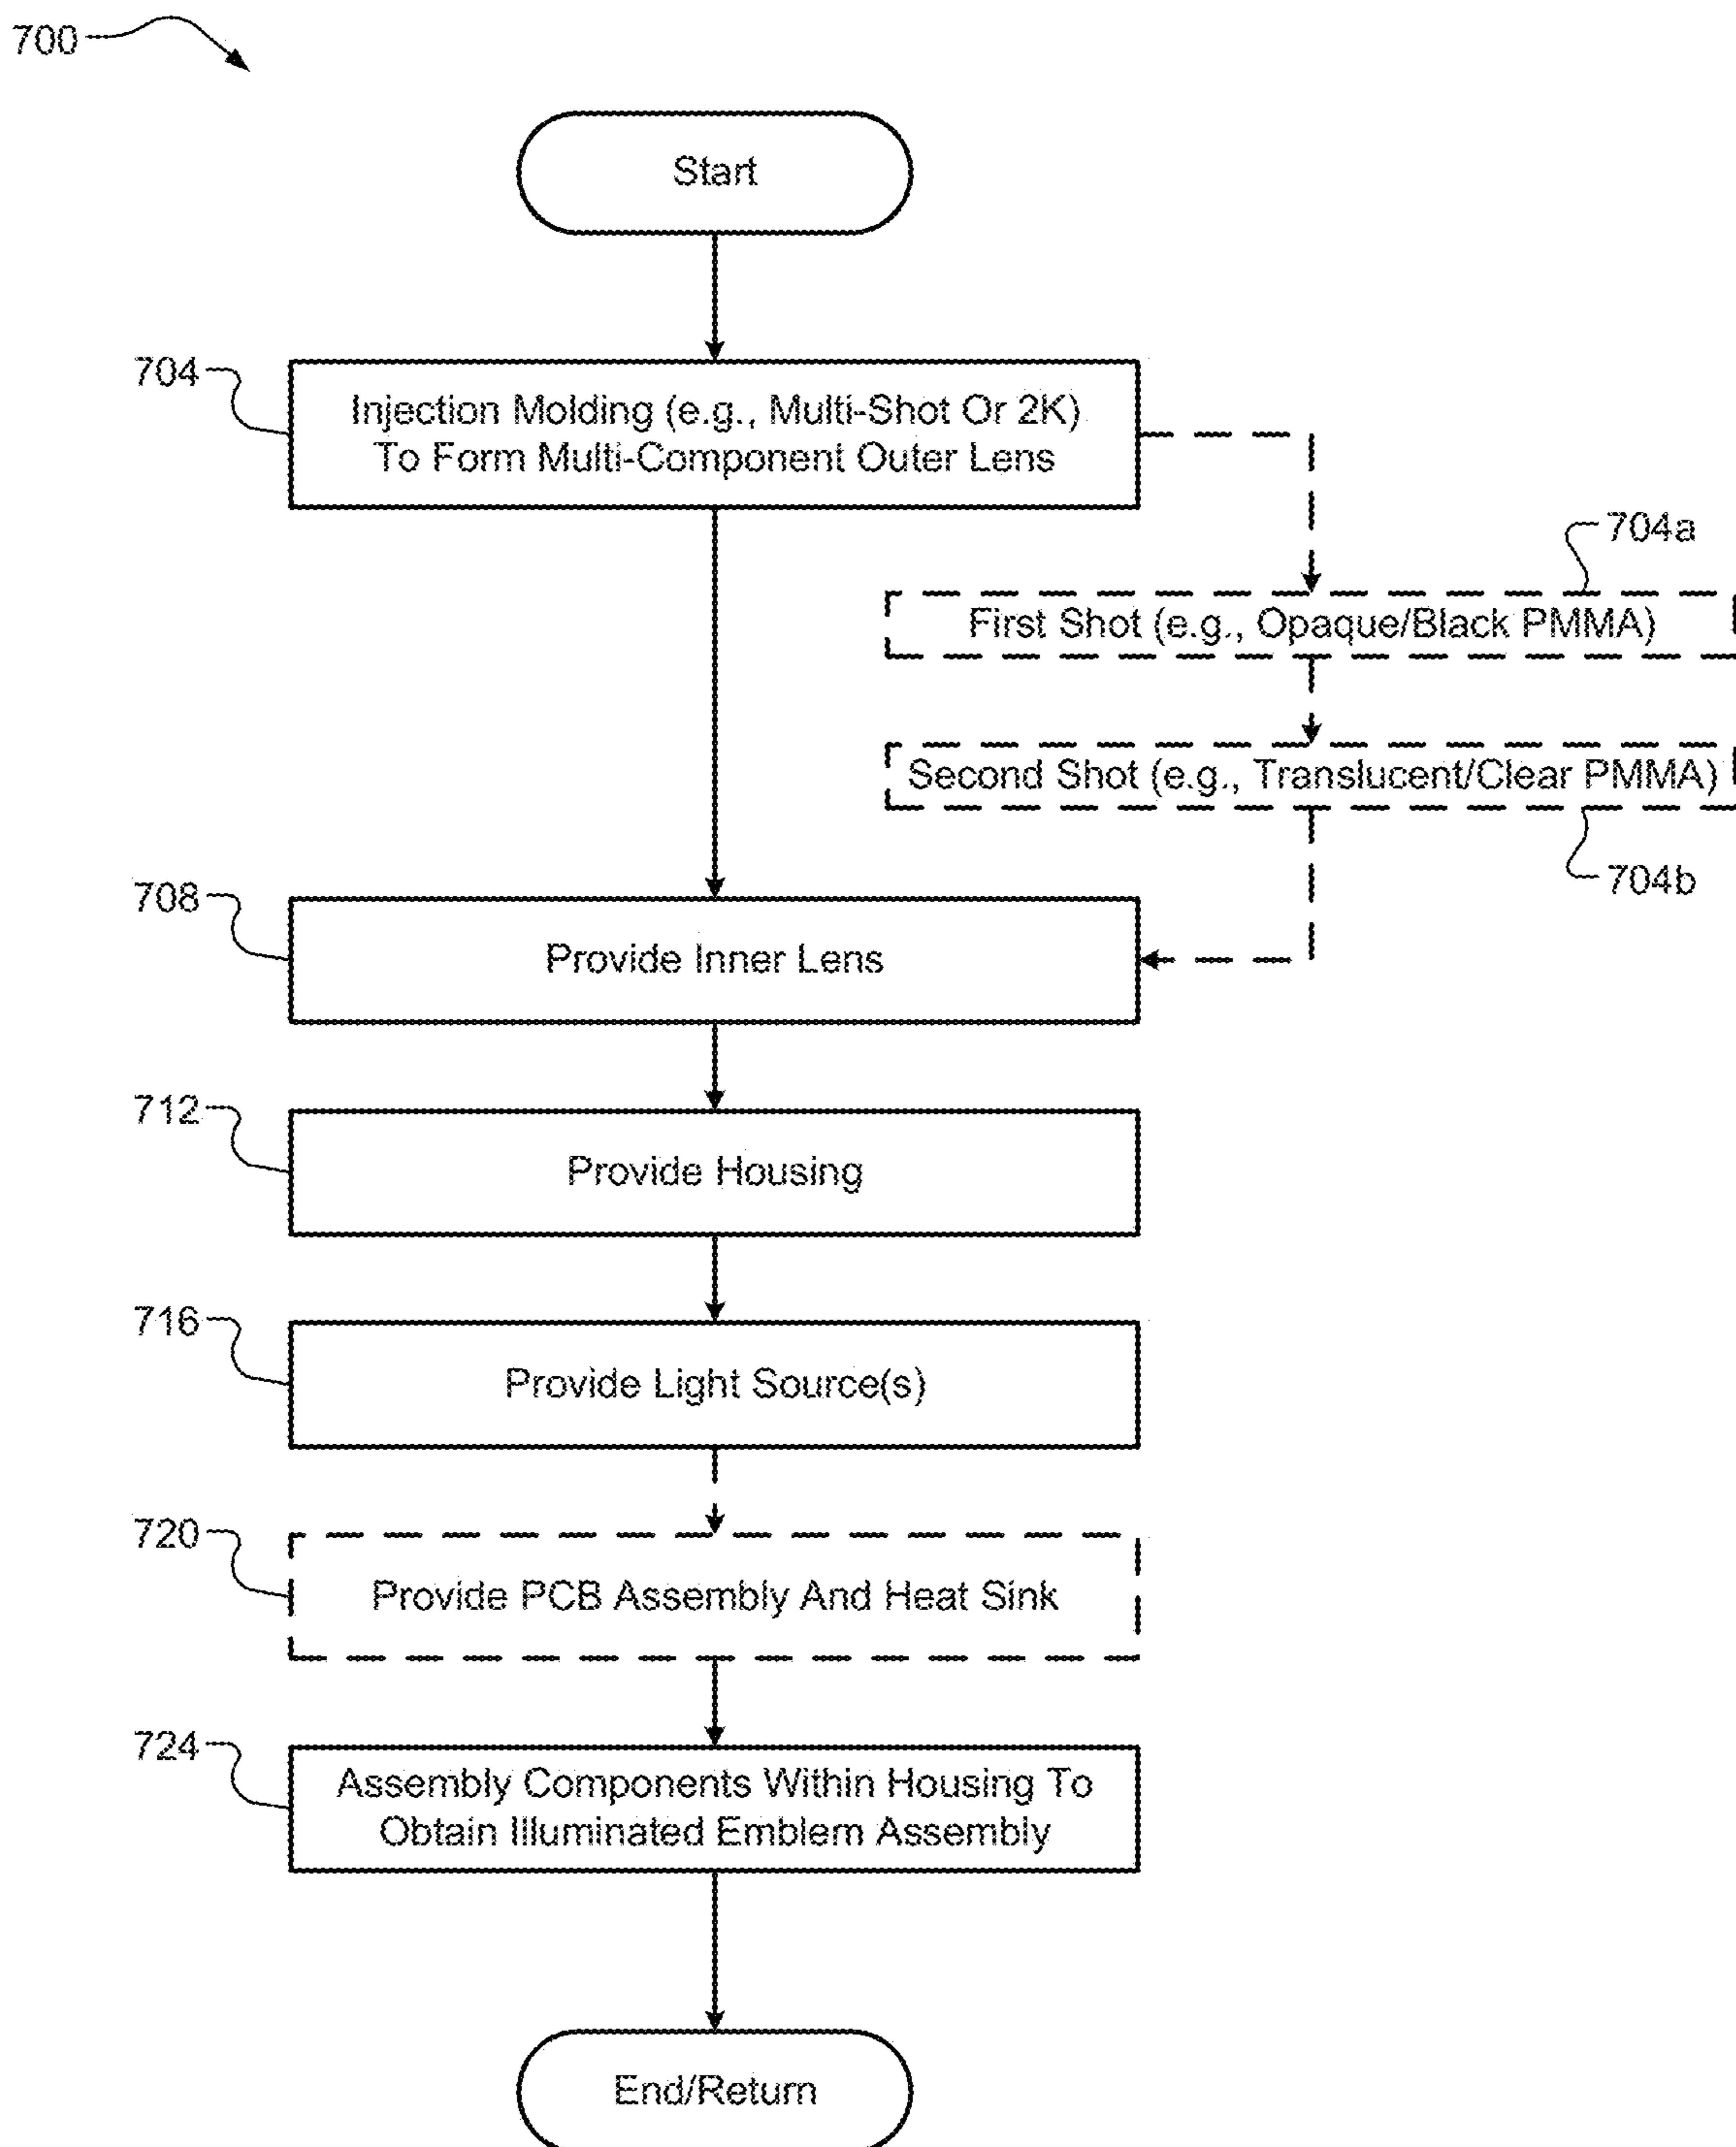 700
Start
704
Injection Molding (e.g., Multi-Shot Or 2K)
To Form Multi-Component Outer Lens
704a
First Shot (e.g., Opaque/Black PMMA)
Second Shot (e.g., Translucent/Clear PMMA)
704b
708
Provide Inner Lens
712
Provide Housing
716
Provide Light Source(s)
720
Provide PCB Assembly And Heat Sink
724
Assembly Components Within Housing To
Obtain Illuminated Emblem Assembly
End/Return